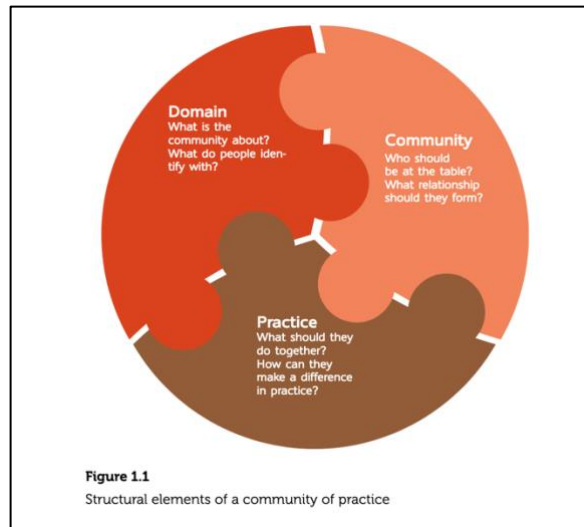 Domain
What is the
community about?
What do people iden-
tify with?
Community
Who should
be at the table?
What relationship
should they form?
Practice
What should they
do together?
How can they
make a difference
in practice?
Figure 1.1
Structural elements of a community of practice